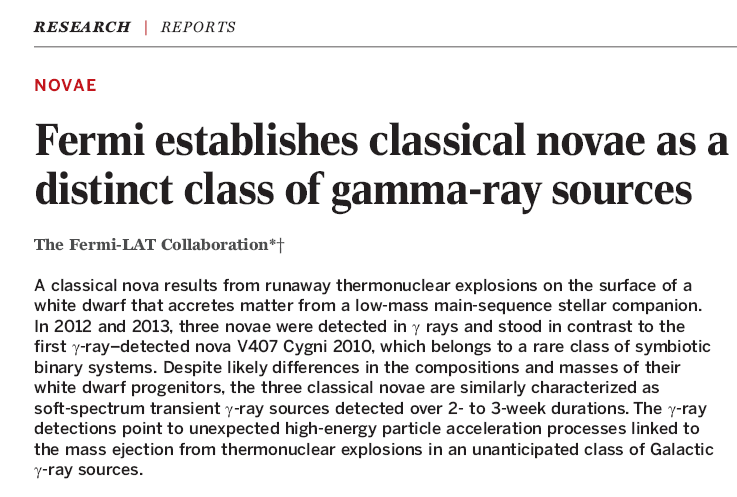 RESEARCH | REPORTS
NOVAE
Fermi establishes classical novae as a
distinct class of gamma-ray sources
The Fermi-LAT Collaboration*†
A classical nova results from runaway thermonuclear explosions on the surface of a
white dwarf that accretes matter from a low-mass main-sequence stellar companion.
In 2012 and 2013, three novae were detected in γ rays and stood in contrast to the
first γ-ray–detected nova V407 Cygni 2010, which belongs to a rare class of symbiotic
binary systems. Despite likely differences in the compositions and masses of their
white dwarf progenitors, the three classical novae are similarly characterized as
soft-spectrum transient γ-ray sources detected over 2- to 3-week durations. The γ-ray
detections point to unexpected high-energy particle acceleration processes linked to
the mass ejection from thermonuclear explosions in an unanticipated class of Galactic
γ-ray sources.